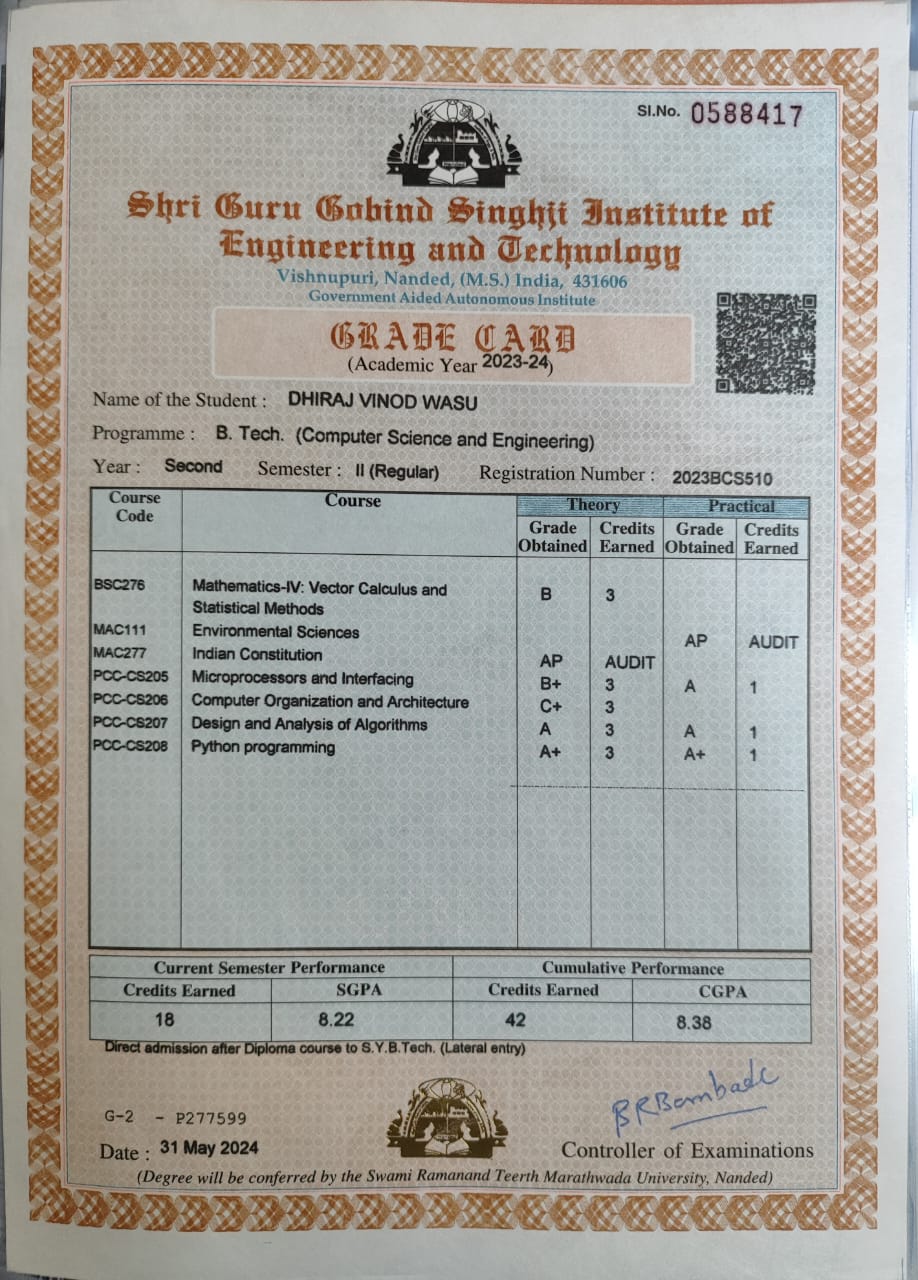 Sl.No. 0588417
Shri Guru Gobind Singhji Institute of
Engineering and Technology
Vishnupuri, Nanded, (M.S.) India, 431606
Government Aided Autonomous Institute
GRADE CARD
(Academic Year 2023-24)
Name of the Student : DHIRAJ VINOD WASU
Programme : B. Tech. (Computer Science and Engineering)
Year : Second Semester : II (Regular) Registration Number : 2023BCS510
Course Code Course Theory Practical
Grade Obtained Credits Earned Grade Obtained Credits Earned
BSC276 Mathematics-IV: Vector Calculus and B 3
Statistical Methods
MAC111 Environmental Sciences AP AUDIT
MAC277 Indian Constitution AP AUDIT
PCC-CS205 Microprocessors and Interfacing B+ 3 A 1
PCC-CS206 Computer Organization and Architecture C+ 3
PCC-CS207 Design and Analysis of Algorithms A 3 A 1
PCC-CS208 Python programming A+ 3 A+ 1
Current Semester Performance Cumulative Performance
Credits Earned SGPA Credits Earned CGPA
18 8.22 42 8.38
Direct admission after Diploma course to S.Y.B.Tech. (Lateral entry)
BRBombade
G-2 - P277599
Date : 31 May 2024
Controller of Examinations
(Degree will be conferred by the Swami Ramanand Teerth Marathwada University, Nanded)